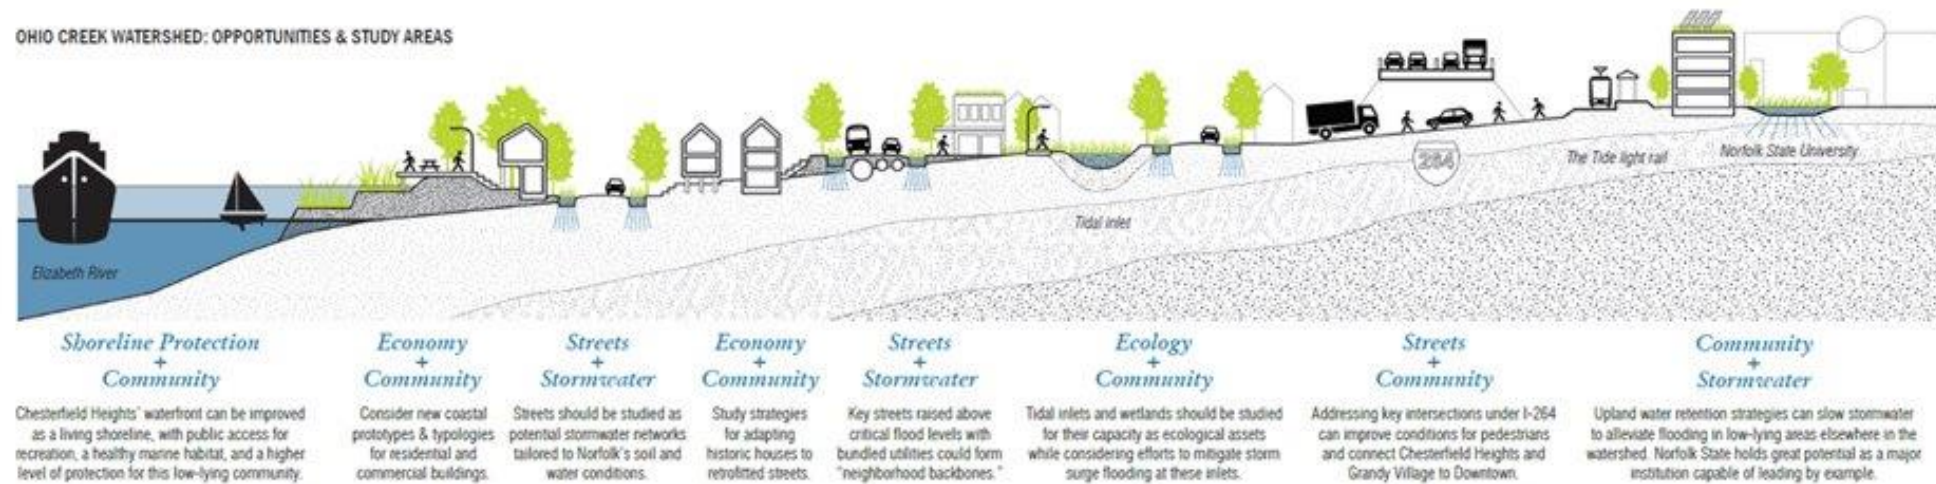 OHIO CREEK WATERSHED: OPPORTUNITIES & STUDY AREAS
264
The Tide light rail
Norfolk State University
Tidal inlet
Elizabeth River
Shoreline Protection
+
Community
Chesterfield Heights' waterfront can be improved
as a living shoreline, with public access for
recreation, a healthy marine habitat, and a higher
level of protection for this low-lying community.
Economy
+
Community
Consider new coastal
prototypes & typologies
for residential and
commercial buildings.
Streets
+
Stormwater
Streets should be studied as
potential stormwater networks
tailored to Norfolk's soil and
water conditions.
Economy
+
Community
Study strategies
for adapting
historic houses to
retrofitted streets.
Streets
+
Stormwater
Key streets raised above
critical flood levels with
bundled utilities could form
"neighborhood backbones."
Ecology
+
Community
Tidal inlets and wetlands should be studied
for their capacity as ecological assets
while considering efforts to mitigate storm
surge flooding at these inlets.
Streets
+
Community
Addressing key intersections under I-264
can improve conditions for pedestrians
and connect Chesterfield Heights and
Grandy Village to Downtown.
Community
+
Stormwater
Upland water retention strategies can slow stormwater
to alleviate flooding in low-lying areas elsewhere in the
watershed. Norfolk State holds great potential as a major
institution capable of leading by example.